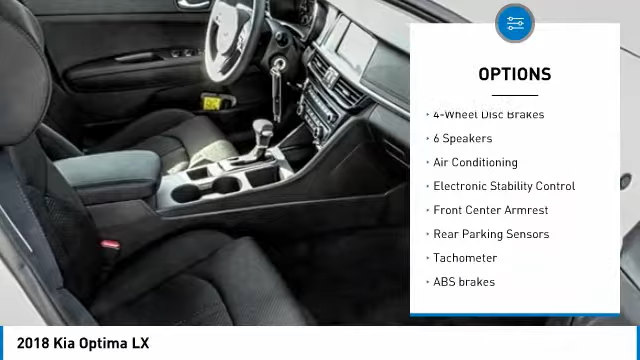 OPTIONS
4-Wheel Disc Brakes
6 Speakers
Air Conditioning
Electronic Stability Control
Front Center Armrest
Rear Parking Sensors
Tachometer
ABS brakes
2018 Kia Optima LX